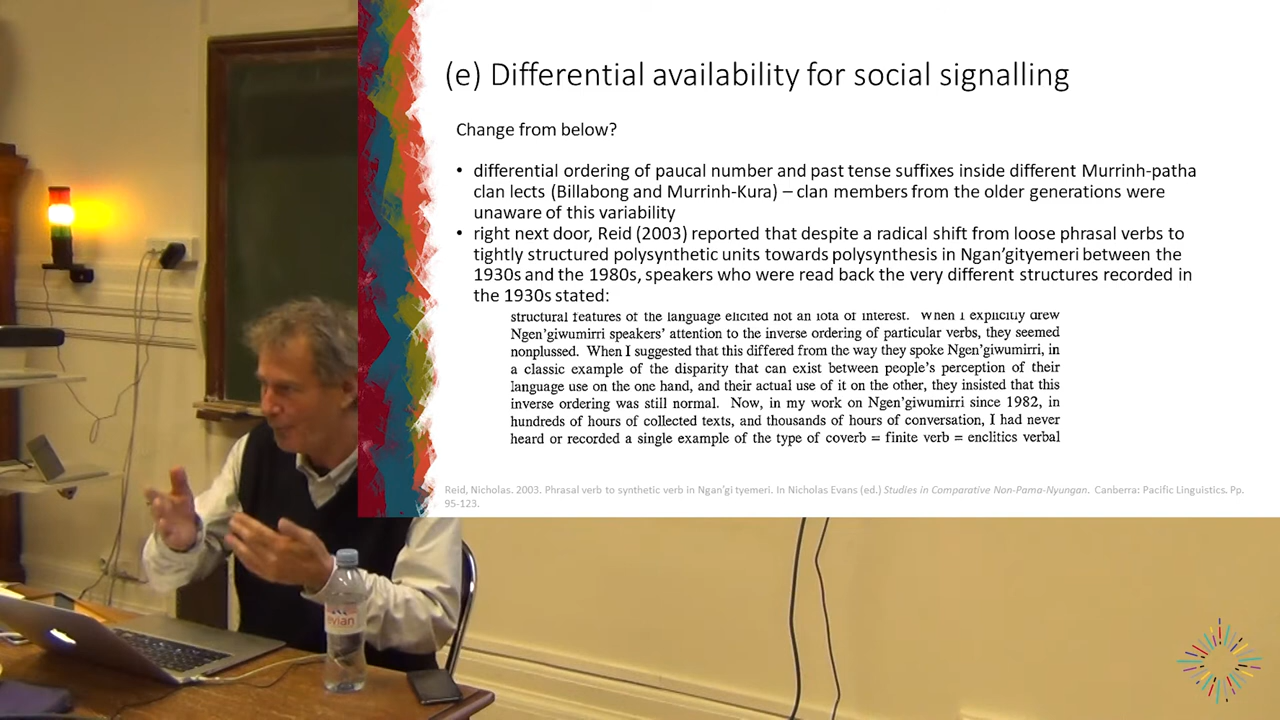 (e) Differential availability for social signalling
Change from below?
• differential ordering of paucal number and past tense suffixes inside different Murrinh-patha
clan lects (Billabong and Murrinh-Kura) – clan members from the older generations were
unaware of this variability
• right next door, Reid (2003) reported that despite a radical shift from loose phrasal verbs to
tightly structured polysynthetic units towards polysynthesis in Ngan’gityemeri between the
1930s and the 1980s, speakers who were read back the very different structures recorded in
the 1930s stated:
structural features of the language elicited not an iota of interest. When I explicitly drew
Ngen'giwumirri speakers' attention to the inverse ordering of particular verbs, they seemed
nonplussed. When I suggested that this differed from the way they spoke Ngen'giwumirri, in
a classic example of the disparity that can exist between people's perception of their
language use on the one hand, and their actual use of it on the other, they insisted that this
inverse ordering was still normal. Now, in my work on Ngen'giwumirri since 1982, in
hundreds of hours of collected texts, and thousands of hours of conversation, I had never
heard or recorded a single example of the type of coverb = finite verb = enclitics verbal
Reid, Nicholas. 2003. Phrasal verb to synthetic verb in Ngan’gi tyemeri. In Nicholas Evans (ed.) Studies in Comparative Non-Pama-Nyungan. Canberra: Pacific Linguistics. Pp.
95-123.
evian